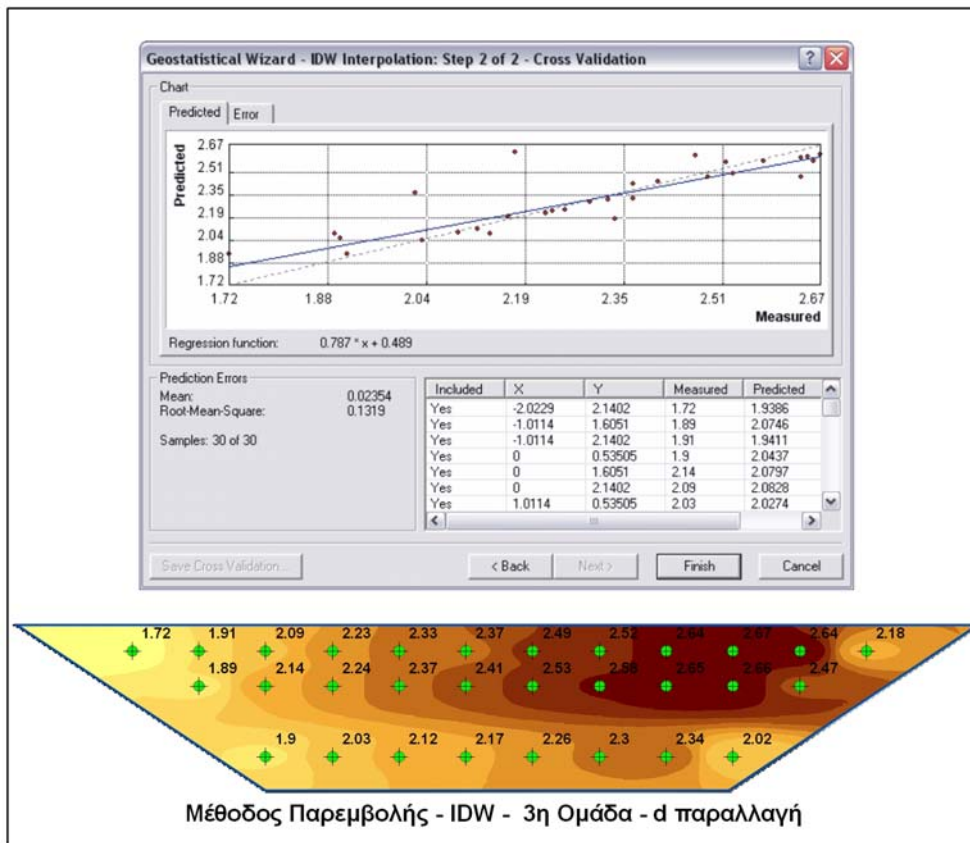 Geostatistical Wizard - IDW Interpolation: Step 2 of 2 - Cross Validation
Chart
Predicted Error
Predicted
2.67
2.51
2.35
2.19
2.04
1.88
1.72
1.72 1.88 2.04 2.19 2.35 2.51 2.67
Measured
Regression function: 0.787 * x + 0.489
Prediction Errors
Mean: 0.02354
Root-Mean-Square: 0.1319
Samples: 30 of 30
Included X Y Measured Predicted
Yes -2.0229 2.1402 1.72 1.9386
Yes -1.0114 1.6051 1.89 2.0746
Yes -1.0114 2.1402 1.91 1.9411
Yes 0 0.53505 1.9 2.0437
Yes 0 1.6051 2.14 2.0797
Yes 0 2.1402 2.09 2.0828
Yes 1.0114 0.53505 2.03 2.0274
Save Cross Validation... < Back Next > Finish Cancel
1.72 1.91 2.09 2.23 2.33 2.37 2.49 2.52 2.64 2.67 2.64 2.18
1.89 2.14 2.24 2.37 2.41 2.53 2.58 2.65 2.66 2.47
1.9 2.03 2.12 2.17 2.26 2.3 2.34 2.02
Μέθοδος Παρεμβολής - IDW - 3η Ομάδα - d παραλλαγή